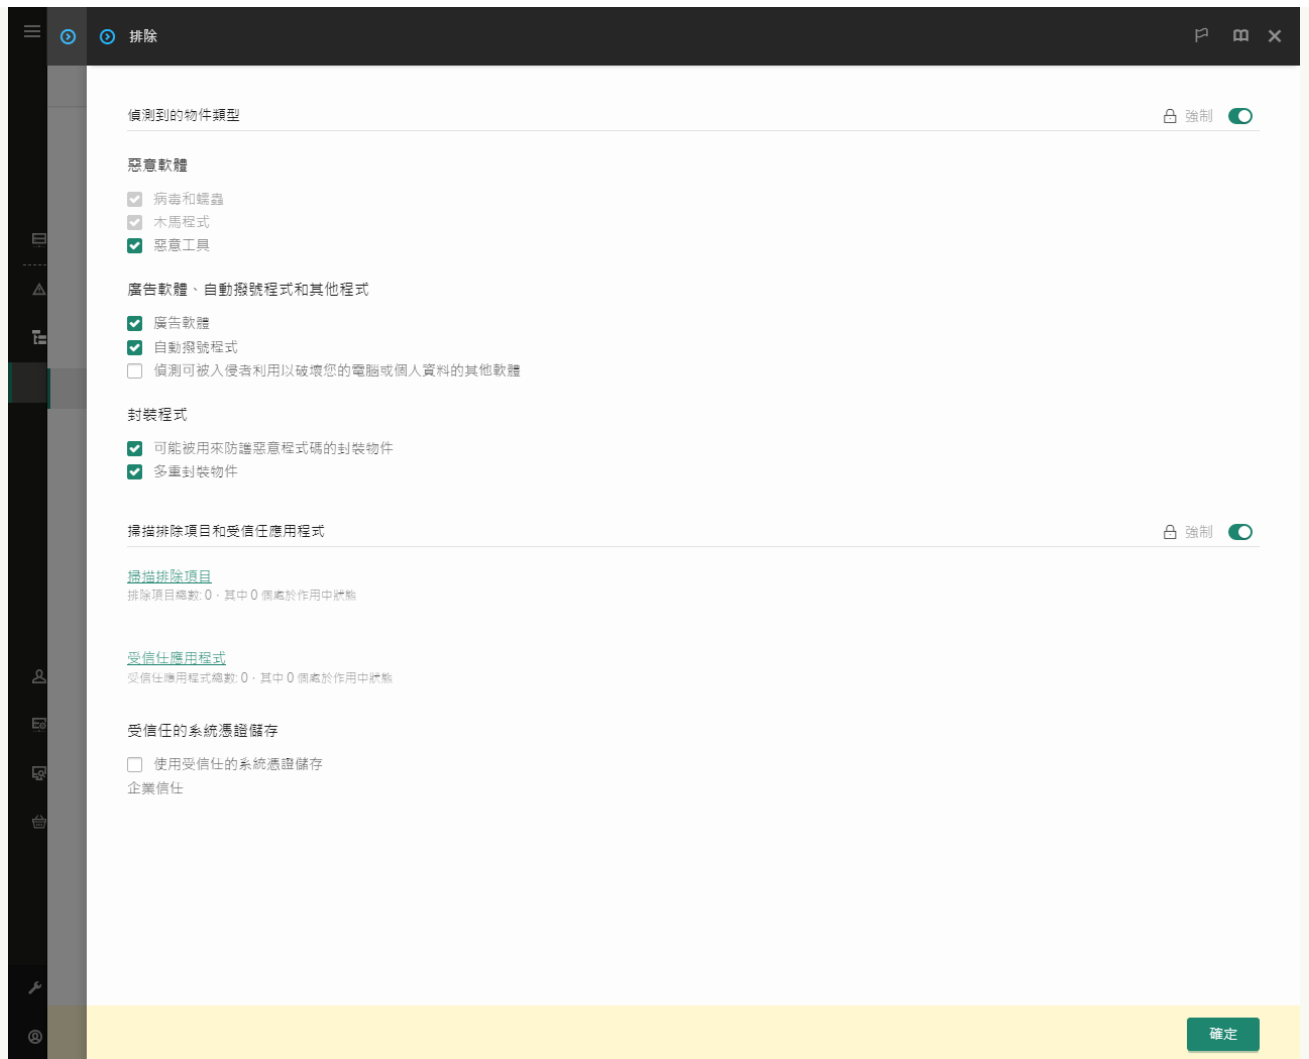 排除
偵測到的物件類型
強制
惡意軟體
病毒和蠕蟲
木馬程式
惡意工具
廣告軟體、自動撥號程式和其他程式
廣告軟體
自動撥號程式
偵測可被入侵者利用以破壞您的電腦或個人資料的其他軟體
封裝程式
可能被用來防護惡意程式碼的封裝物件
多重封裝物件
掃描排除項目和受信任應用程式
強制
掃描排除項目
排除項目總數: 0，其中 0 個處於作用中狀態
受信任應用程式
受信任應用程式總數: 0，其中 0 個處於作用中狀態
受信任的系統憑證儲存
使用受信任的系統憑證儲存
企業信任
確定